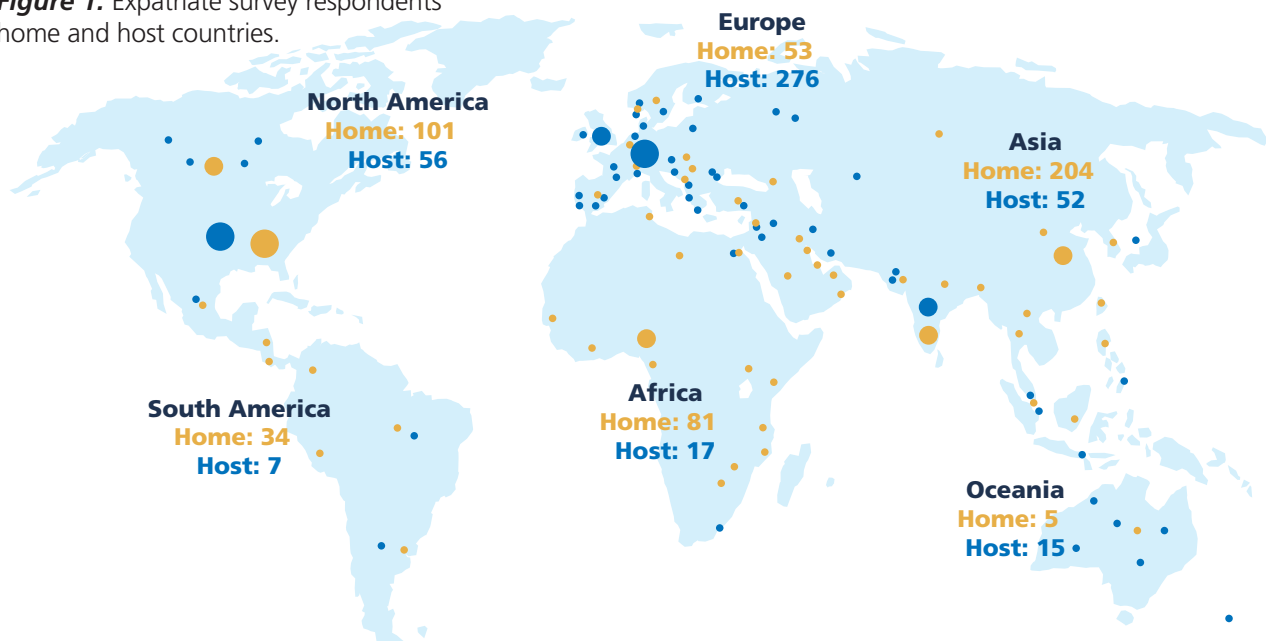 Figure 1. Expatriate survey respondents
home and host countries.
Europe
Home: 53
Host: 276
North America
Home: 101
Host: 56
Asia
Home: 204
Host: 52
South America
Home: 34
Host: 7
Africa
Home: 81
Host: 17
Oceania
Home: 5
Host: 15